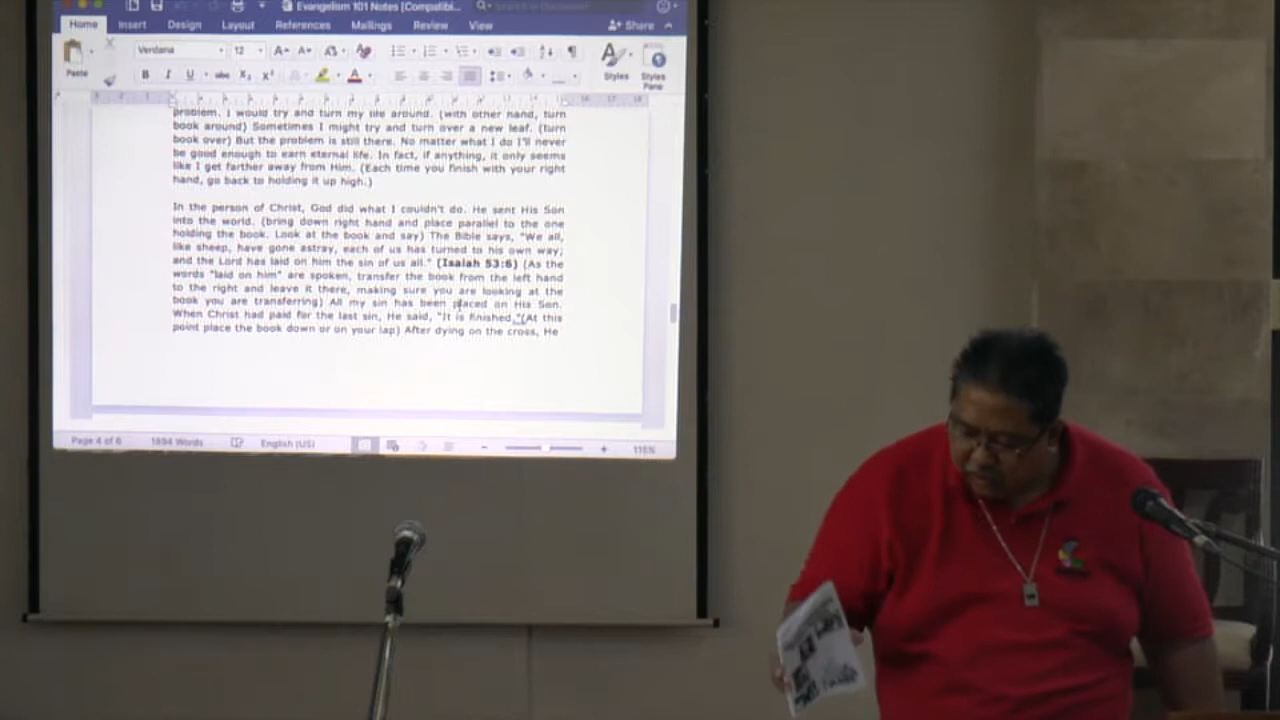 Evangelism 101 Notes [Compatibi...
Home Insert Design Layout References Mailings Review View Share
Paste Verdana 12 Styles Styles Pane
B I U abc X₂ X² A
16 17 18
problem. I would try and turn my life around. (with other hand, turn
book around) Sometimes I might try and turn over a new leaf. (turn
book over) But the problem is still there. No matter what I do I'll never
be good enough to earn eternal life. In fact, if anything, it only seems
like I get farther away from Him. (Each time you finish with your right
hand, go back to holding it up high.)
In the person of Christ, God did what I couldn't do. He sent His Son
into the world. (bring down right hand and place parallel to the one
holding the book. Look at the book and say) The Bible says, "We all,
like sheep, have gone astray, each of us has turned to his own way;
and the Lord has laid on him the sin of us all." (Isaiah 53:6) (As the
words "laid on him" are spoken, transfer the book from the left hand
to the right and leave it there, making sure you are looking at the
book you are transferring) All my sin has been placed on His Son.
When Christ had paid for the last sin, He said, "It is finished."(At this
point place the book down or on your lap) After dying on the cross, He
Page 4 of 6 1894 Words English (US) 115%